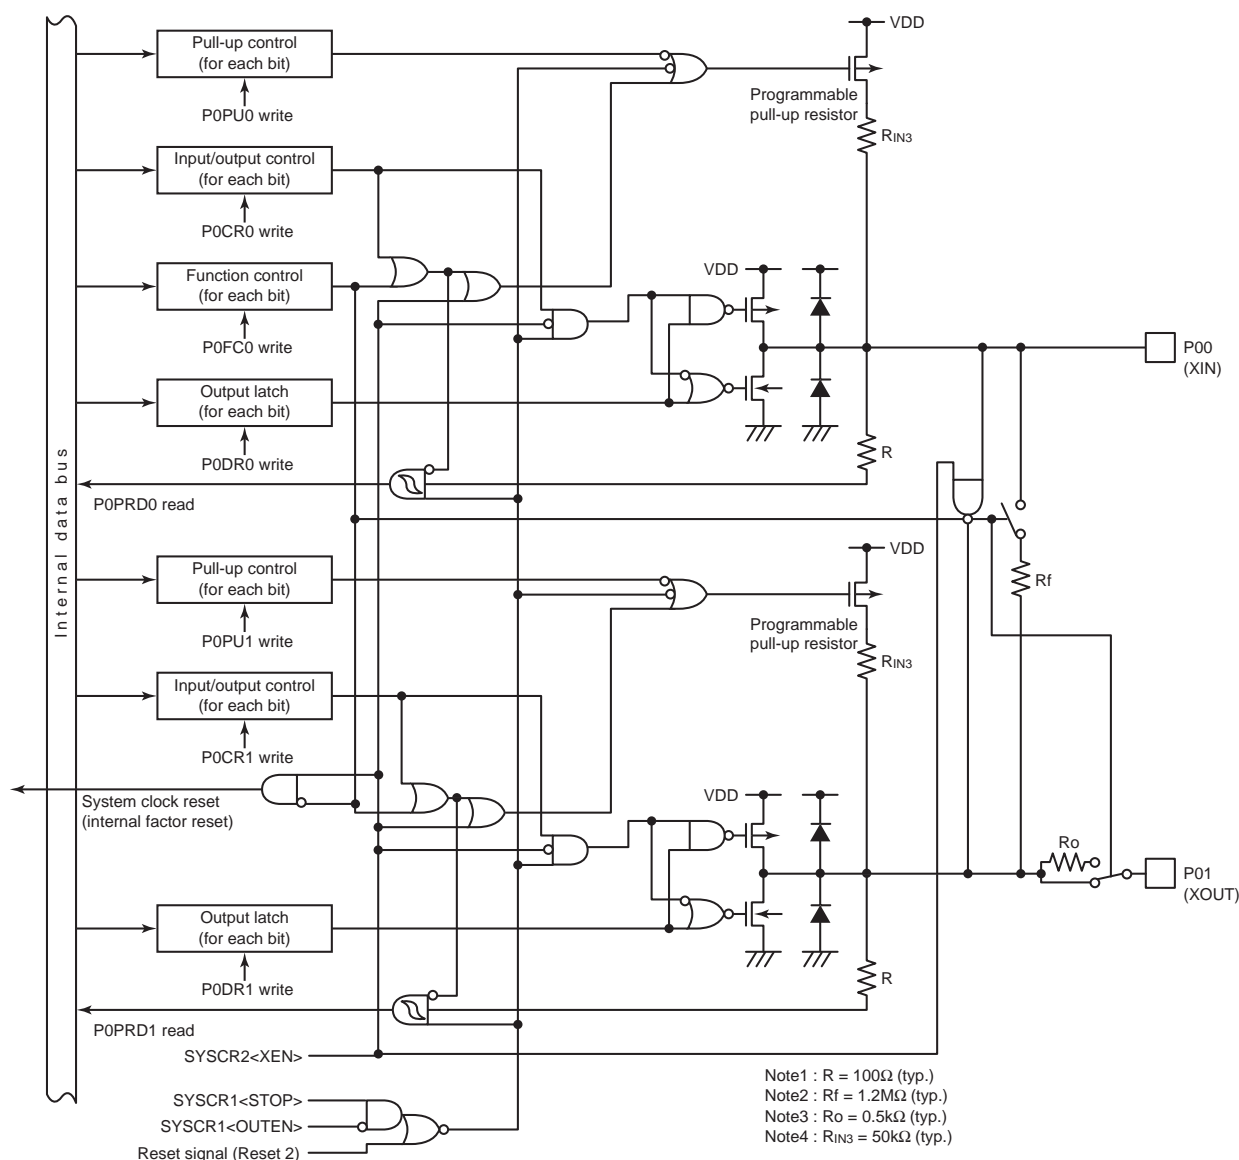 VDD
Pull-up control
(for each bit)
P0PU0 write
Programmable
pull-up resistor
RIN3
Input/output control
(for each bit)
P0CR0 write
Function control
(for each bit)
P0FC0 write
VDD
P00
(XIN)
Output latch
(for each bit)
P0DR0 write
R
P0PRD0 read
Internal data bus
VDD
Pull-up control
(for each bit)
P0PU1 write
Rf
Programmable
pull-up resistor
RIN3
Input/output control
(for each bit)
P0CR1 write
System clock reset
(internal factor reset)
VDD
Ro
P01
(XOUT)
Output latch
(for each bit)
P0DR1 write
R
P0PRD1 read
SYSCR2<XEN>
SYSCR1<STOP>
SYSCR1<OUTEN>
Reset signal (Reset 2)
Note1 : R = 100Ω (typ.)
Note2 : Rf = 1.2MΩ (typ.)
Note3 : Ro = 0.5kΩ (typ.)
Note4 : RIN3 = 50kΩ (typ.)